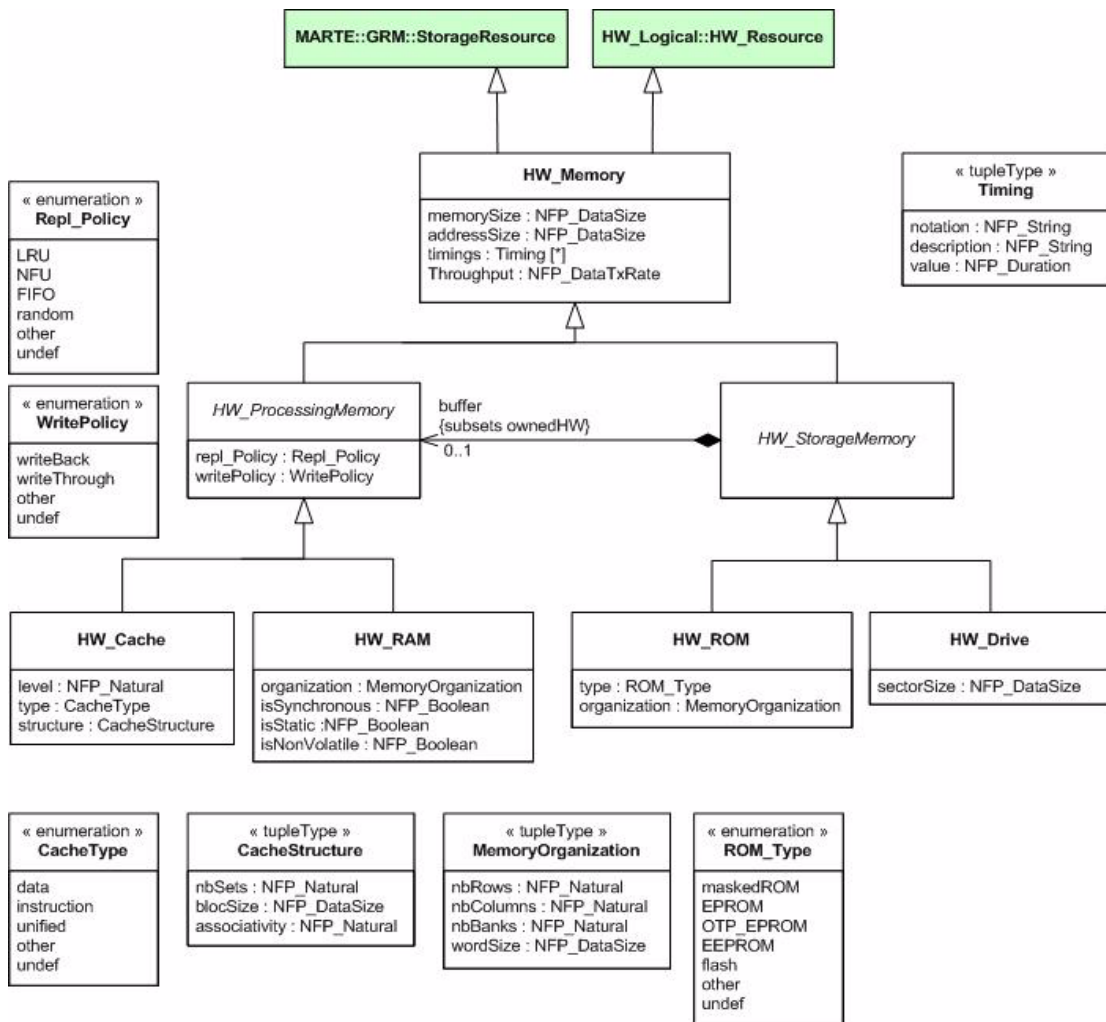 MARTE::GRM::StorageResource
HW_Logical::HW_Resource
HW_Memory
memorySize : NFP_DataSize
addressSize : NFP_DataSize
timings : Timing [*]
Throughput : NFP_DataTxRate
« tupleType »
Timing
notation : NFP_String
description : NFP_String
value : NFP_Duration
« enumeration »
Repl_Policy
LRU
NFU
FIFO
random
other
undef
« enumeration »
WritePolicy
writeBack
writeThrough
other
undef
HW_ProcessingMemory
repl_Policy : Repl_Policy
writePolicy : WritePolicy
buffer
{subsets ownedHW}
0..1
HW_StorageMemory
HW_Cache
level : NFP_Natural
type : CacheType
structure : CacheStructure
HW_RAM
organization : MemoryOrganization
isSynchronous : NFP_Boolean
isStatic :NFP_Boolean
isNonVolatile : NFP_Boolean
HW_ROM
type : ROM_Type
organization : MemoryOrganization
HW_Drive
sectorSize : NFP_DataSize
« enumeration »
CacheType
data
instruction
unified
other
undef
« tupleType »
CacheStructure
nbSets : NFP_Natural
blocSize : NFP_DataSize
associativity : NFP_Natural
« tupleType »
MemoryOrganization
nbRows : NFP_Natural
nbColumns : NFP_Natural
nbBanks : NFP_Natural
wordSize : NFP_DataSize
« enumeration »
ROM_Type
maskedROM
EPROM
OTP_EPROM
EEPROM
flash
other
undef